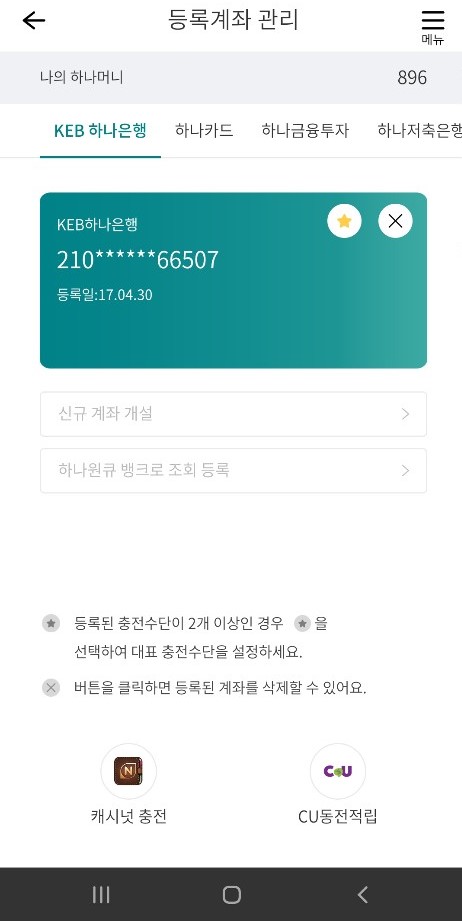 등록계좌 관리
메뉴
나의 하나머니 896
KEB 하나은행 하나카드 하나금융투자 하나저축은행
KEB하나은행
210******66507
등록일:17.04.30
신규 계좌 개설
하나원큐 뱅크로 조회 등록
등록된 충전수단이 2개 이상인 경우 을
선택하여 대표 충전수단을 설정하세요.
버튼을 클릭하면 등록된 계좌를 삭제할 수 있어요.
N
CU
캐시넛 충전 CU동전적립